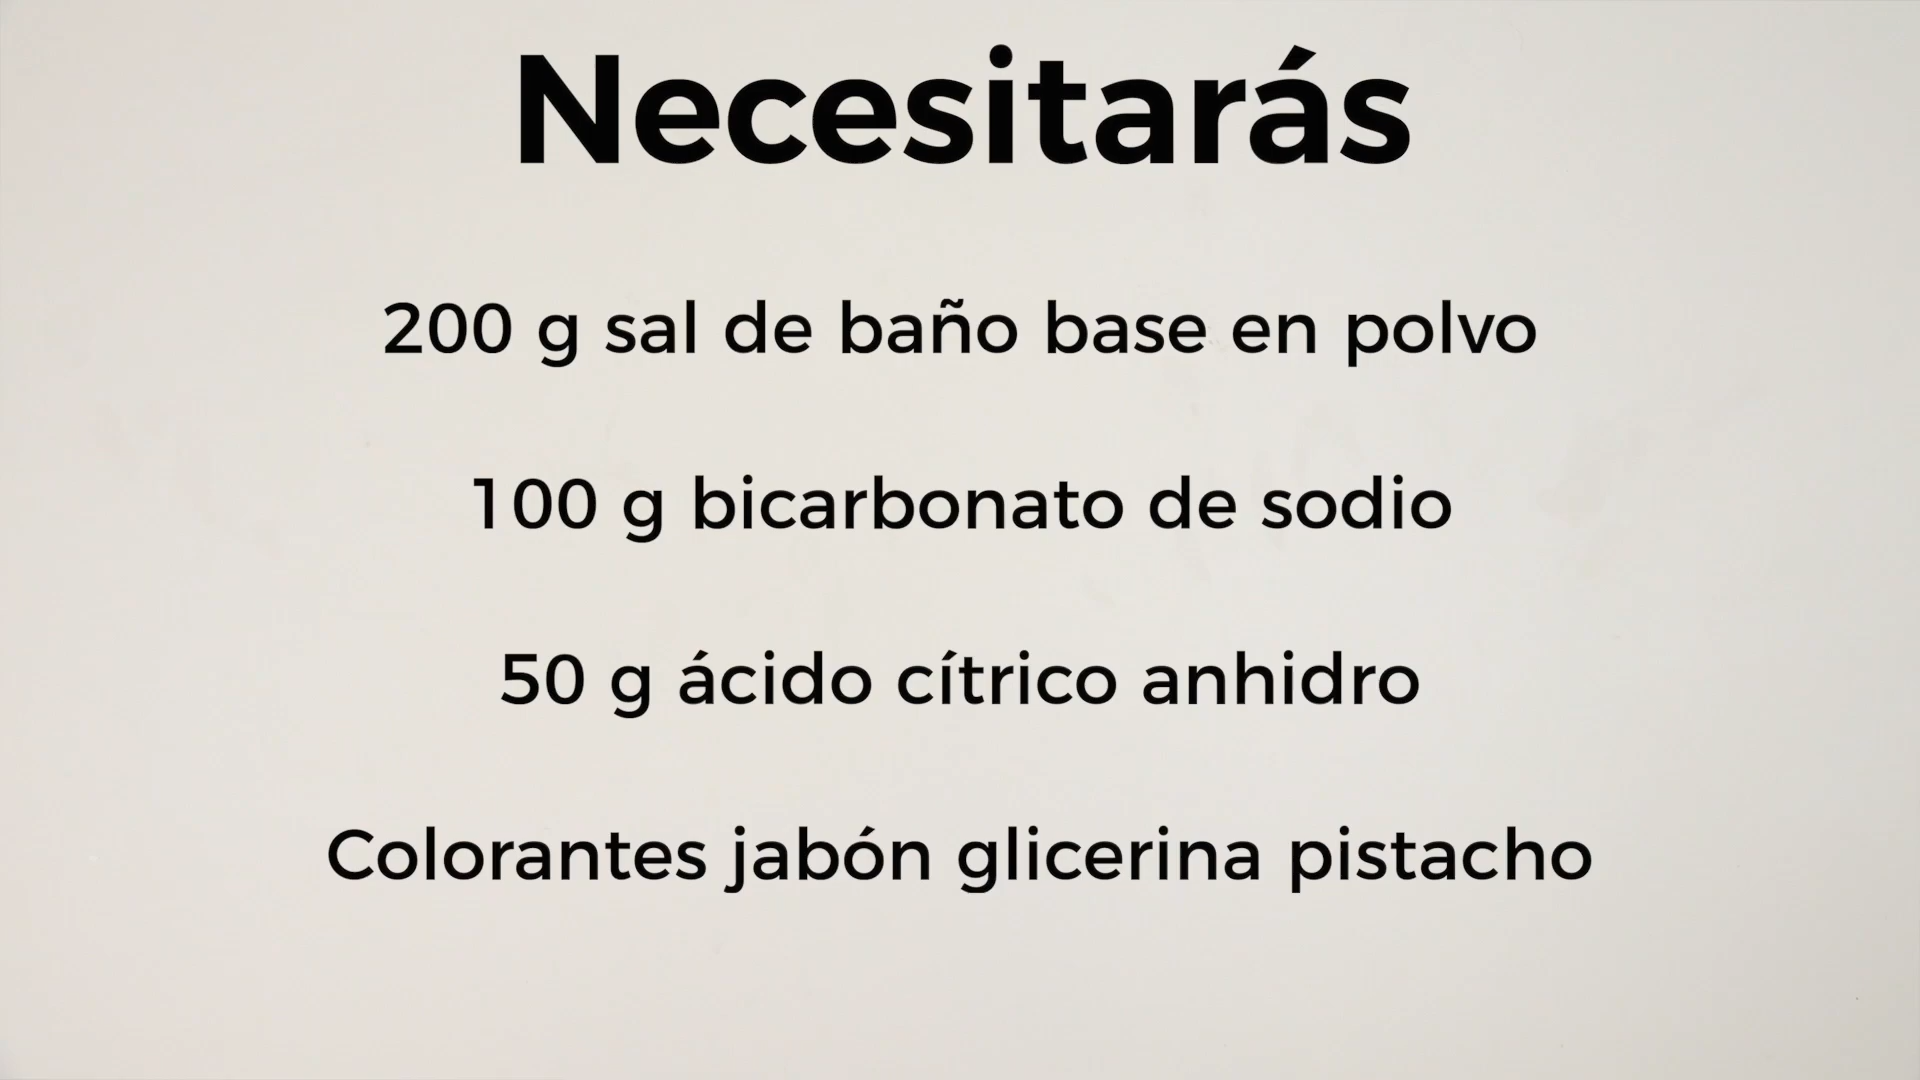 Necesitarás
200 g sal de baño base en polvo
100 g bicarbonato de sodio
50 g ácido cítrico anhidro
Colorantes jabón glicerina pistacho